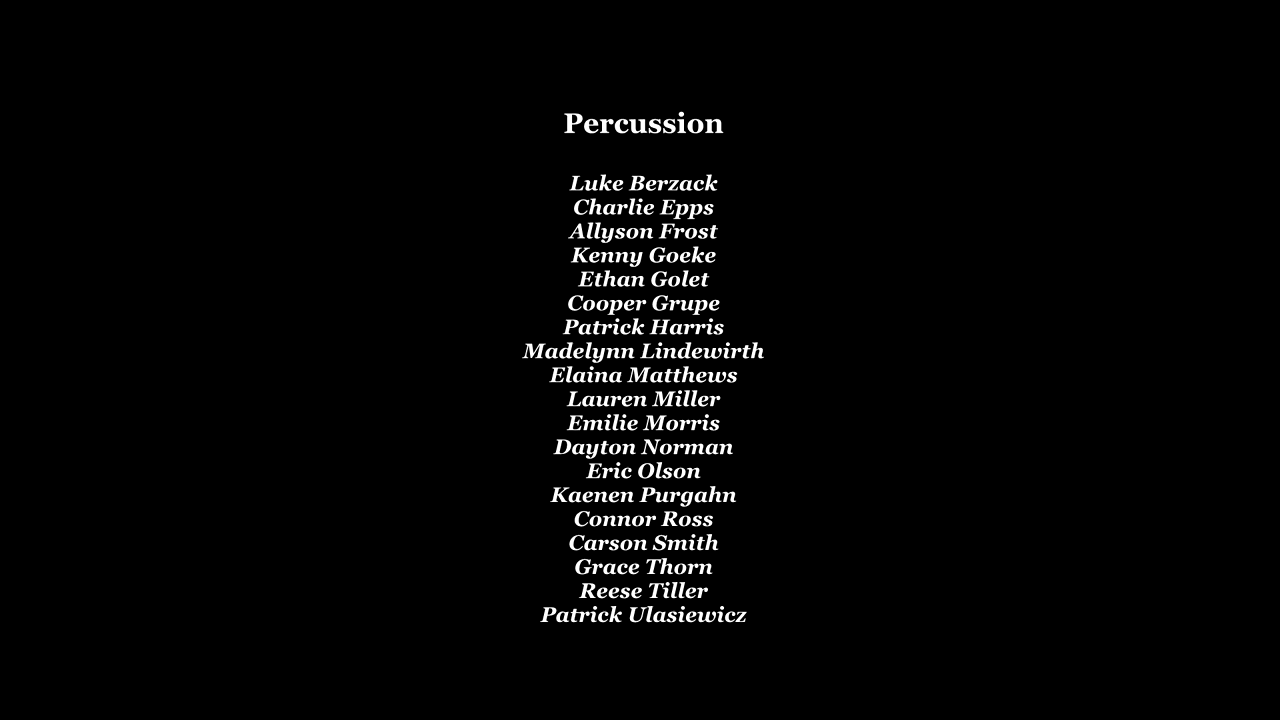 Percussion
Luke Berzack
Charlie Epps
Allyson Frost
Kenny Goeke
Ethan Golet
Cooper Grupe
Patrick Harris
Madelynn Lindewirth
Elaina Matthews
Lauren Miller
Emilie Morris
Dayton Norman
Eric Olson
Kaenen Purgahn
Connor Ross
Carson Smith
Grace Thorn
Reese Tiller
Patrick Ulasiewicz